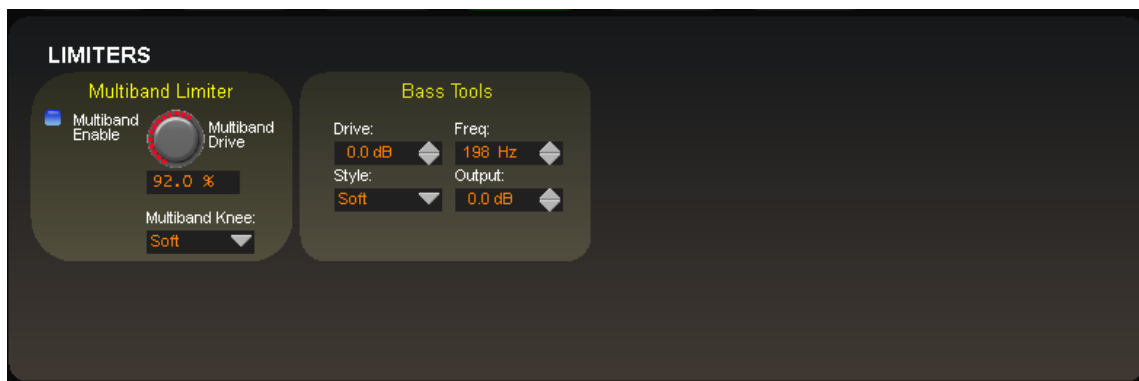 LIMITERS
Multiband Limiter
Multiband
Enable
Multiband
Drive
92.0 %
Multiband Knee:
Soft
Bass Tools
Drive:
Freq:
0.0 dB
198 Hz
Style:
Output:
Soft
0.0 dB